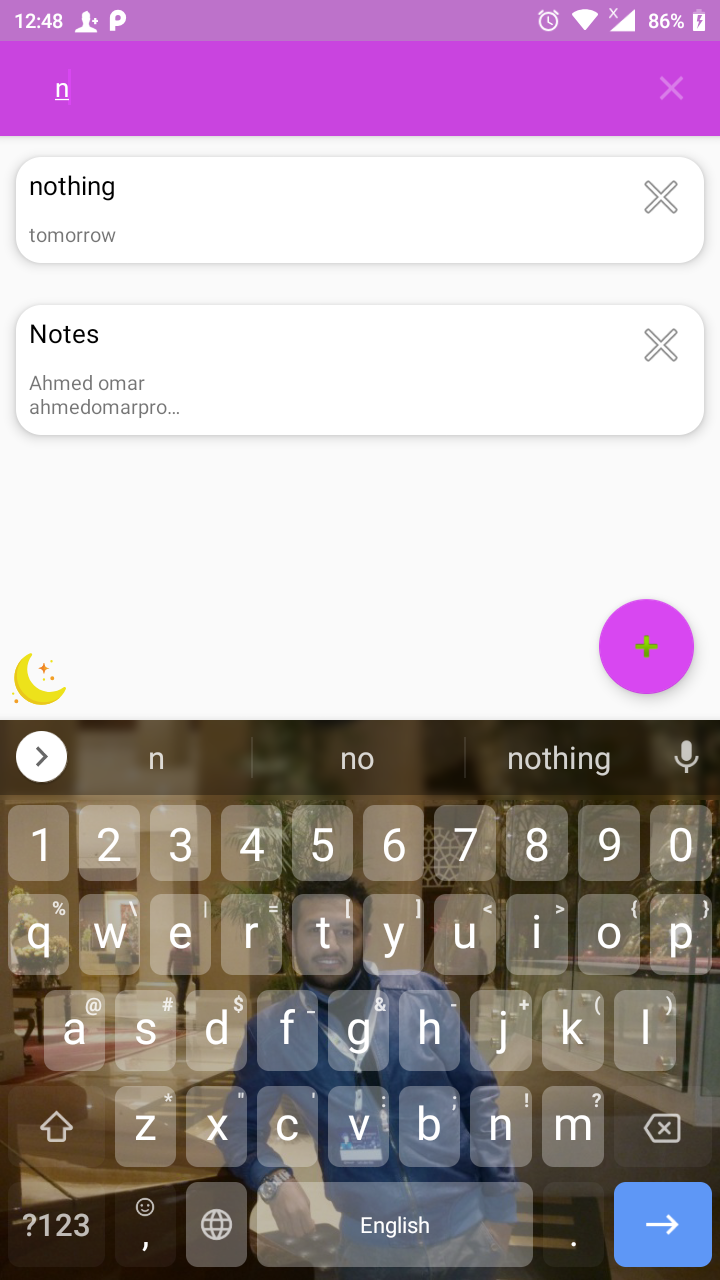 12:48 86%
n
nothing
tomorrow
Notes
Ahmed omar
ahmedomarpro...
n no nothing
1 2 3 4 5 6 7 8 9 0
% \ | = [ ] < > { }
q w e r t y u i o p
@ # $ _ & - + ( )
a s d f g h j k l
* " ' : ; ! ?
z x c v b n m
?123 , English .